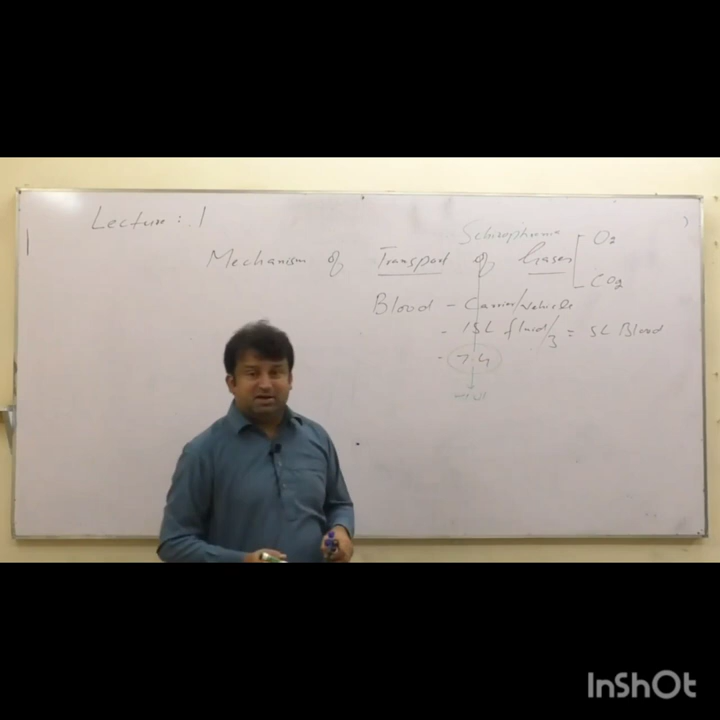 Lecture: 1
Schizophrenia
Mechanism of Transport of Gases
O2
CO2
Blood - Carrier/vehicle
- 15L fluid/3 = 5L Blood
- 7.4
InShOt